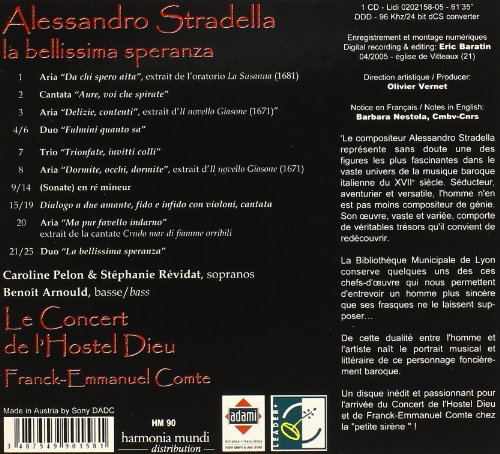 Alessandro Stradella
la bellissima speranza
1 Aria "Da chi spero aita", extrait de l'oratorio La Susanna (1681)
2 Cantata "Aure, voi che spirate"
3 Aria "Delizie, contenti", extrait d'Il novello Giasone (1671)"
4/6 Duo "Fulmini quanto sa"
7 Trio "Trionfate, invitti colli"
8 Aria "Dormite, occhi, dormite", extrait d'Il novello Giasone (1671)
9/14 (Sonate) en ré mineur
15/19 Dialogo a due amante, fido e infido con violoni, cantata
20 Aria "Ma pur favello indarno"
extrait de la cantate Crudo mar di fiamme orribili
21/25 Duo "La bellissima speranza"
Caroline Pelon & Stéphanie Révidat, sopranos
Benoît Arnould, basse/bass
Le Concert
de l'Hostel Dieu
Franck-Emmanuel Comte
Made in Austria by Sony DADC
3 487549 901581
HM 90
harmonia mundi
distribution
adami
LEADER+
1 CD - Lidi 0202158-05 - 61'35"
DDD - 96 Khz/24 bit dCS converter
Enregistrement et montage numériques
Digital recording & editing: Eric Baratin
04/2005 - eglise de Vitteaux (21)
Direction artistique / Producer:
Olivier Vernet
Notice en Français / Notes in English:
Barbara Nestola, Cmbv-Cnrs
'Le compositeur Alessandro Stradella
représente sans doute une des
figures les plus fascinantes dans le
vaste univers de la musique baroque
italienne du XVIIe siècle. Séducteur,
aventurier et versatile, l'homme n'en
est pas moins compositeur de génie.
Son œuvre, vaste et variée, comporte
de véritables trésors qu'il convient de
redécouvrir.
La Bibliothèque Municipale de Lyon
conserve quelques uns des ces
chefs-d'œuvre qui nous permettent
d'entrevoir un homme plus sincère
que ses frasques ne le laissent sup-
poser…
De cette dualité entre l'homme et
l'artiste naît le portrait musical et
littéraire de ce personnage foncière-
ment baroque.
Un disque inédit et passionnant pour
l'arrivée du Concert de l'Hostel Dieu
et de Franck-Emmanuel Comte chez
la "petite sirène" !